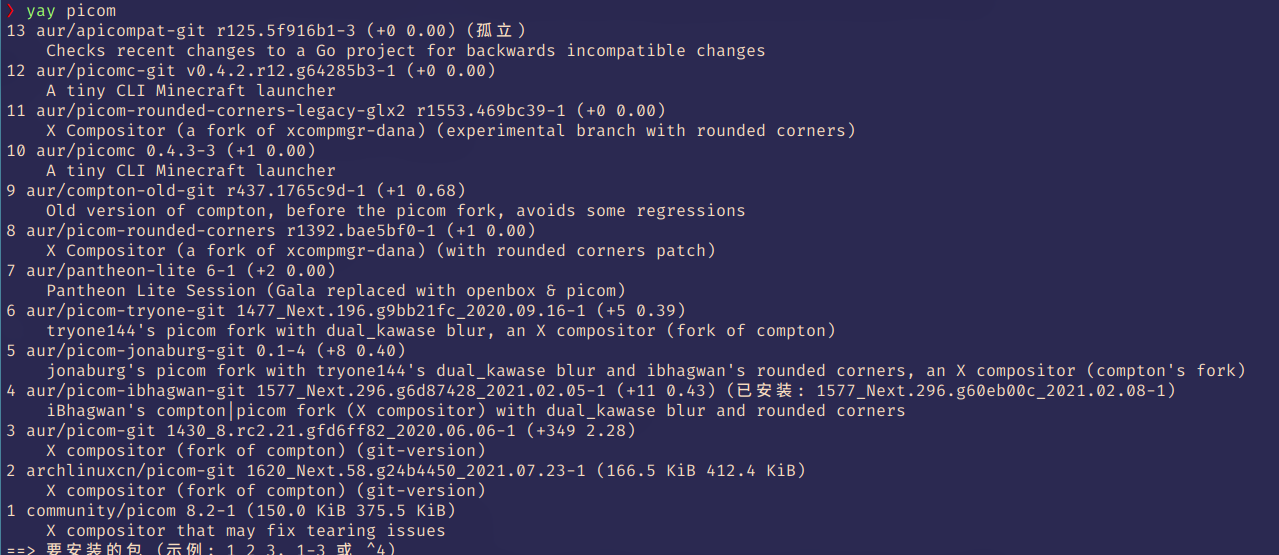 ❯ yay picom
13 aur/apicompat-git r125.5f916b1-3 (+0 0.00) (孤立)
Checks recent changes to a Go project for backwards incompatible changes
12 aur/picomc-git v0.4.2.r12.g64285b3-1 (+0 0.00)
A tiny CLI Minecraft launcher
11 aur/picom-rounded-corners-legacy-glx2 r1553.469bc39-1 (+0 0.00)
X Compositor (a fork of xcompmgr-dana) (experimental branch with rounded corners)
10 aur/picomc 0.4.3-3 (+1 0.00)
A tiny CLI Minecraft launcher
9 aur/compton-old-git r437.1765c9d-1 (+1 0.68)
Old version of compton, before the picom fork, avoids some regressions
8 aur/picom-rounded-corners r1392.bae5bf0-1 (+1 0.00)
X Compositor (a fork of xcompmgr-dana) (with rounded corners patch)
7 aur/pantheon-lite 6-1 (+2 0.00)
Pantheon Lite Session (Gala replaced with openbox & picom)
6 aur/picom-tryone-git 1477_Next.196.g9bb21fc_2020.09.16-1 (+5 0.39)
tryone144's picom fork with dual_kawase blur, an X compositor (fork of compton)
5 aur/picom-jonaburg-git 0.1-4 (+8 0.40)
jonaburg's picom fork with tryone144's dual_kawase blur and ibhagwan's rounded corners, an X compositor (compton's fork)
4 aur/picom-ibhagwan-git 1577_Next.296.g6d87428_2021.02.05-1 (+11 0.43) (已安装: 1577_Next.296.g60eb00c_2021.02.08-1)
iBhagwan's compton|picom fork (X compositor) with dual_kawase blur and rounded corners
3 aur/picom-git 1430_8.rc2.21.gfd6ff82_2020.06.06-1 (+349 2.28)
X compositor (fork of compton) (git-version)
2 archlinuxcn/picom-git 1620_Next.58.g24b4450_2021.07.23-1 (166.5 KiB 412.4 KiB)
X compositor (fork of compton) (git-version)
1 community/picom 8.2-1 (150.0 KiB 375.5 KiB)
X compositor that may fix tearing issues
==> 要安装的包 (示例: 1 2 3, 1-3 或 ^4)